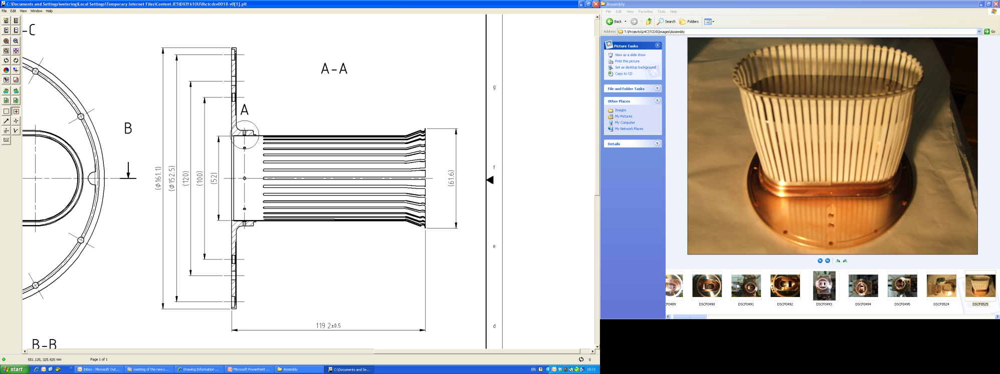 C:\Documents and Settings\wetering\Local Settings\Temporary Internet Files\Content.IE5\DXIY610U\lhctcdsv0018-v0[1].plt
File Edit View Window Help
-C
A-A
A
B
(φ161.1)
(φ152.5)
(120)
(100)
(52)
(61.6)
119.2±0.5
B-B
g
f
e
d
551.125, 325.925 mm
Page 1 of 1
0
Assembly
File Edit View Favorites Tools Help
Back
Search
Folders
Address
T:\Projects\LHC\TCDS\Images\Assembly
Go
Picture Tasks
View as a slide show
Print this picture
Set as desktop background
Copy to CD
File and Folder Tasks
Other Places
Images
My Pictures
My Computer
My Network Places
Details
CF0489
DSCF0490
DSCF0491
DSCF0492
DSCF0493
DSCF0494
DSCF0495
DSCF0524
DSCF0525
start
Inbox - Microsoft Out...
meeting of the new L...
Drawing Information ...
Microsoft PowerPoint ...
Assembly
C:\Documents and Se...
EN
10:11